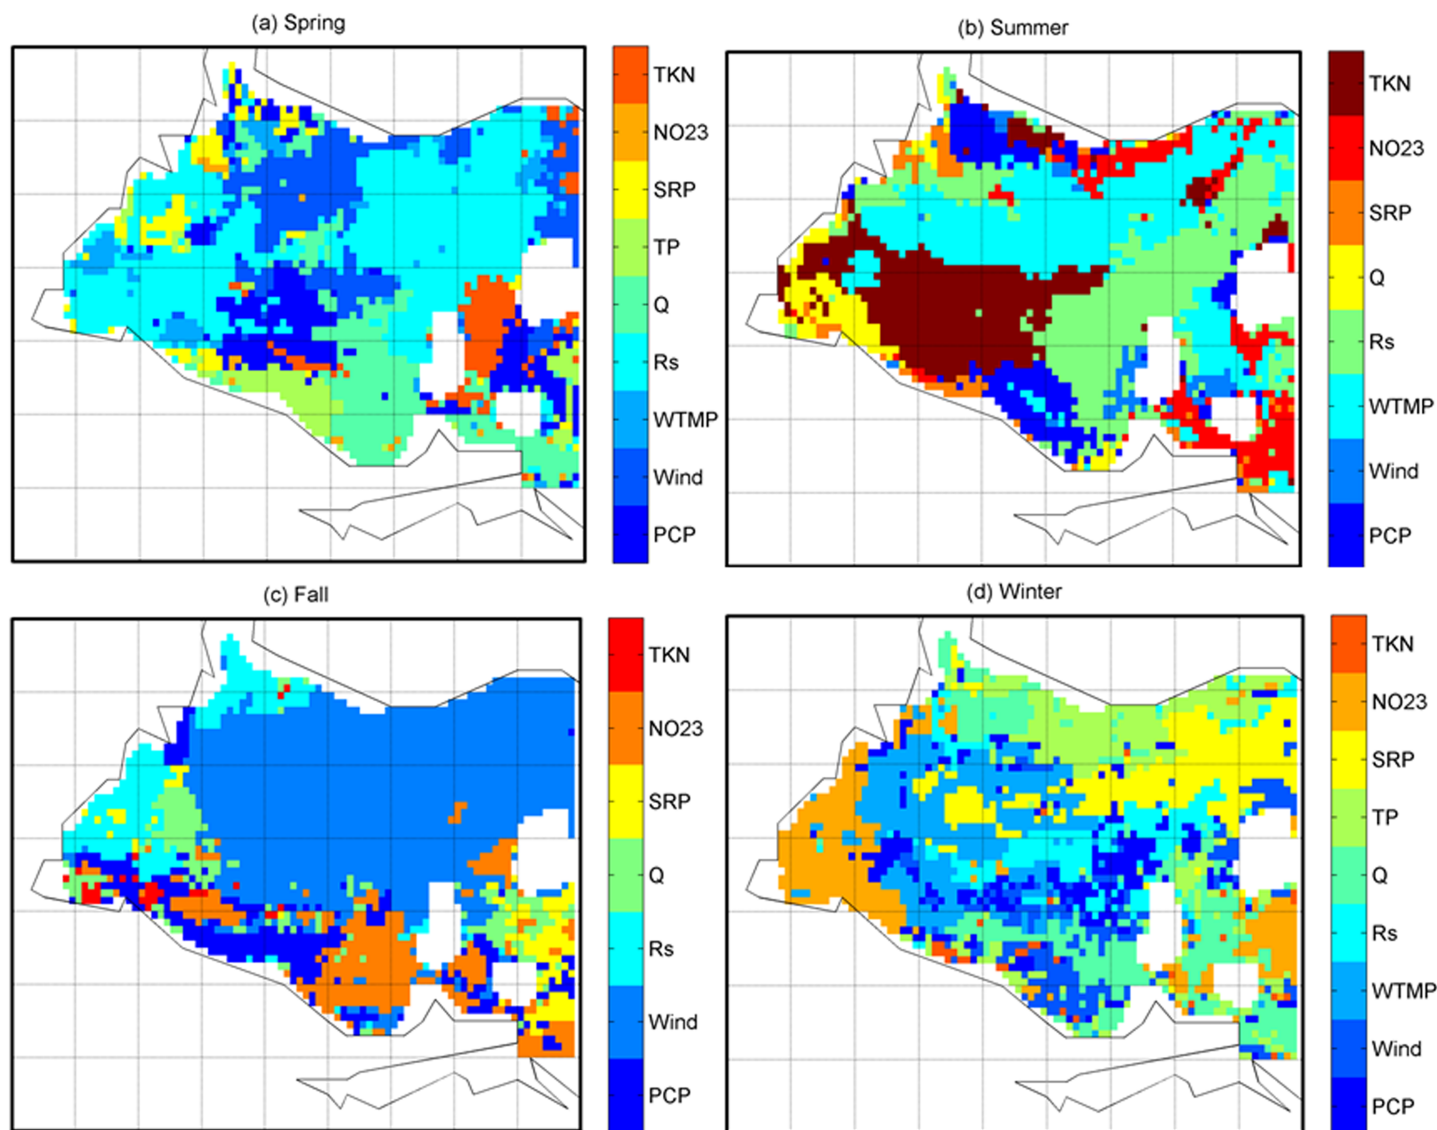 (a) Spring
TKN
NO23
SRP
TP
Q
Rs
WTMP
Wind
PCP
(b) Summer
TKN
NO23
SRP
Q
Rs
WTMP
Wind
PCP
(c) Fall
TKN
NO23
SRP
Q
Rs
Wind
PCP
(d) Winter
TKN
NO23
SRP
TP
Q
Rs
WTMP
Wind
PCP